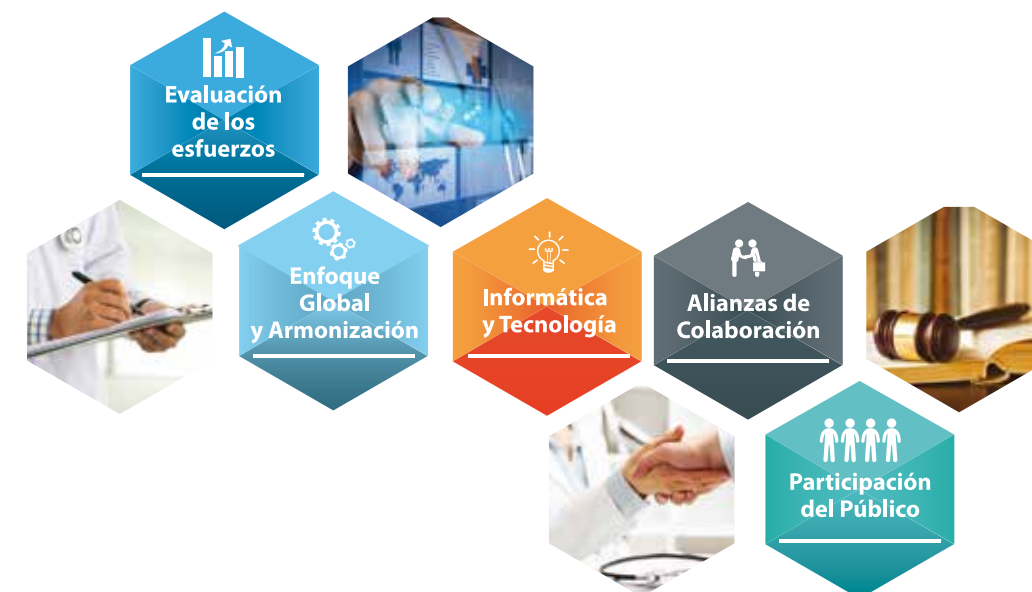 Evaluación
de los
esfuerzos
Enfoque
Global
y Armonización
Informática
y Tecnología
Alianzas de
Colaboración
Participación
del Público